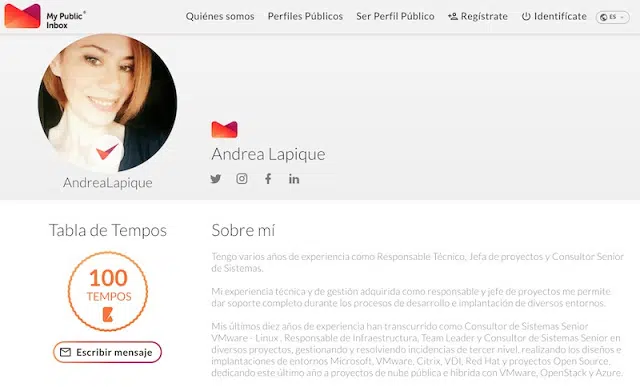 My Public® Inbox
Quiénes somos
Perfiles Públicos
Ser Perfil Público
Regístrate
Identifícate
ES
AndreaLapique
Andrea Lapique
Tabla de Tempos
100
TEMPOS
Escribir mensaje
Sobre mí
Tengo varios años de experiencia como Responsable Técnico, Jefa de proyectos y Consultor Senior
de Sistemas.
Mi experiencia técnica y de gestión adquirida como responsable y jefe de proyectos me permite
dar soporte completo durante los procesos de desarrollo e implantación de diversos entornos.
Mis últimos diez años de experiencia han transcurrido como Consultor de Sistemas Senior
VMware - Linux , Responsable de Infraestructura, Team Leader y Consultor de Sistemas Senior en
diversos proyectos, gestionando y resolviendo incidencias de tercer nivel, realizando los diseños e
implantaciones de entornos Microsoft, VMware, Citrix, VDI, Red Hat y proyectos Open Source,
dedicando este último año a proyectos de nube pública e híbrida con VMware, OpenStack y Azure.